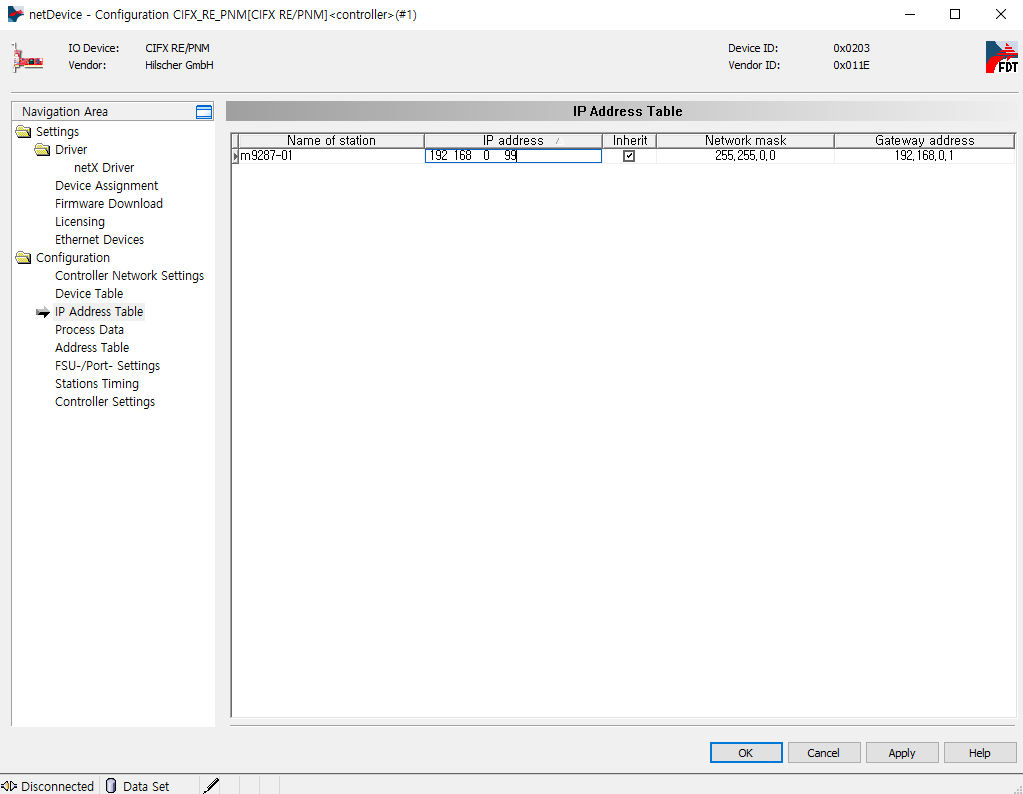 netDevice - Configuration CIFX_RE_PNM[CIFX RE/PNM]<controller>(#1)
IO Device: CIFX RE/PNM Device ID: 0x0203
Vendor: Hilscher GmbH Vendor ID: 0x011E
FDT
Navigation Area
Settings
Driver
netX Driver
Device Assignment
Firmware Download
Licensing
Ethernet Devices
Configuration
Controller Network Settings
Device Table
IP Address Table
Process Data
Address Table
FSU-/Port- Settings
Stations Timing
Controller Settings
IP Address Table
Name of station IP address Inherit Network mask Gateway address
m9287-01 192 168 0 99 255,255,0,0 192,168,0,1
OK Cancel Apply Help
Disconnected Data Set